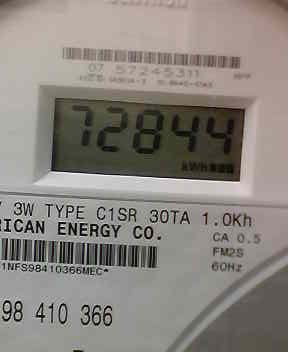 07 57245311
72844
kWh
3W TYPE C1SR 30TA 1.0Kh
RICAN ENERGY CO.
CA 0.5
FM2S
60Hz
1NFS98410366MEC*
98 410 366